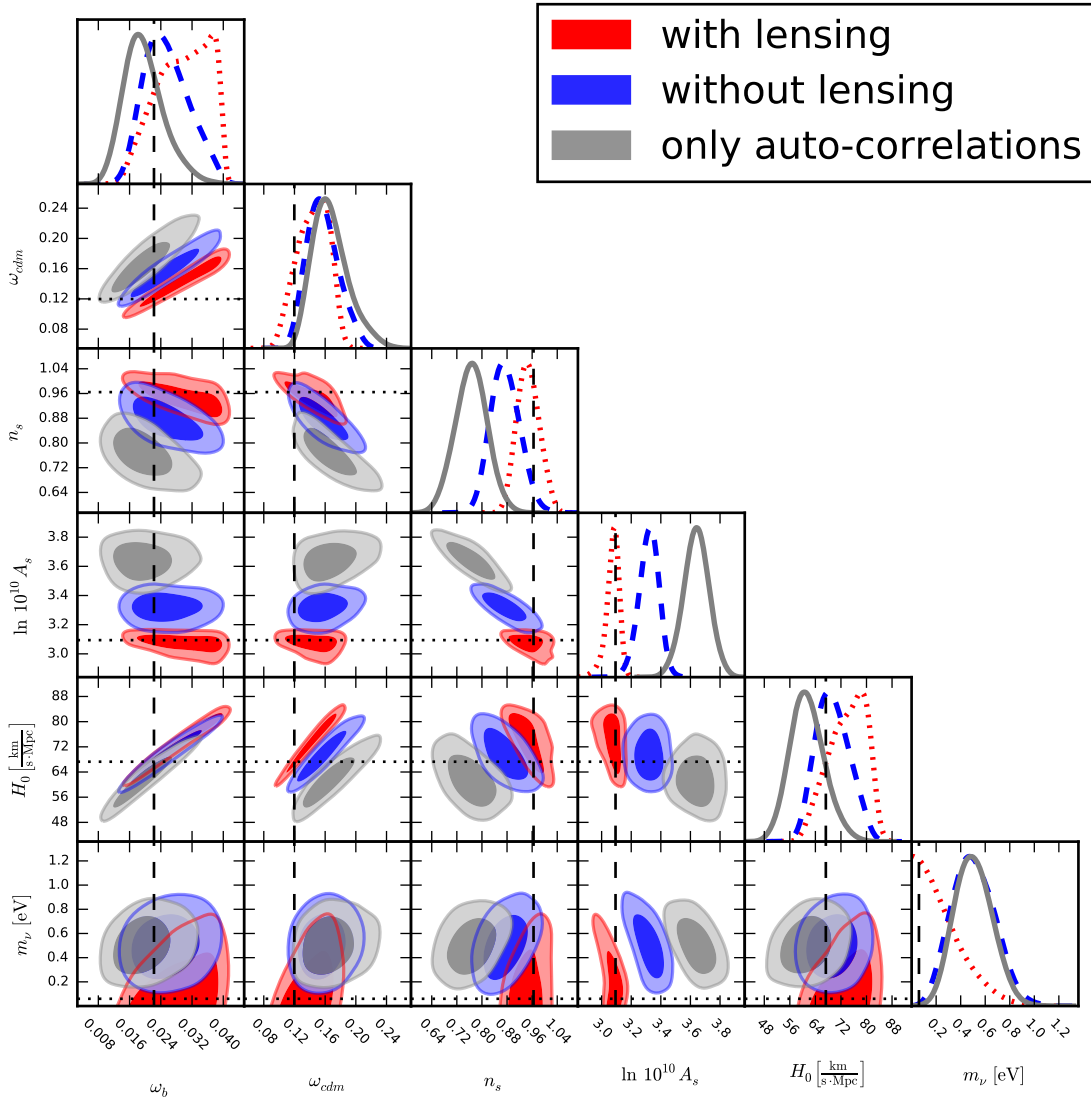 with lensing
without lensing
only auto-correlations
0.24
0.20
0.16
0.12
0.08
ω_cdm
1.04
0.96
0.88
0.80
0.72
0.64
n_s
3.8
3.6
3.4
3.2
3.0
ln 10^10 A_s
88
80
72
64
56
48
H_0 [km/s·Mpc]
1.2
1.0
0.8
0.6
0.4
0.2
m_ν [eV]
0.008 0.016 0.024 0.032 0.040 0.08 0.12 0.16 0.20 0.24 0.64 0.72 0.80 0.88 0.96 1.04 3.0 3.2 3.4 3.6 3.8 48 56 64 72 80 88 0.2 0.4 0.6 0.8 1.0 1.2
ω_b ω_cdm n_s ln 10^10 A_s H_0 [km/s·Mpc] m_ν [eV]